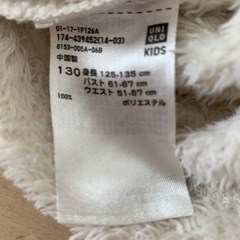 01-17-1F126A
174-439452(14-03)
8153-005A-06B
中国製
UNI
QLO
KIDS
130 身長 125-135 cm
バスト 61-67 cm
ウエスト 51-57 cm
100%
ポリエステル